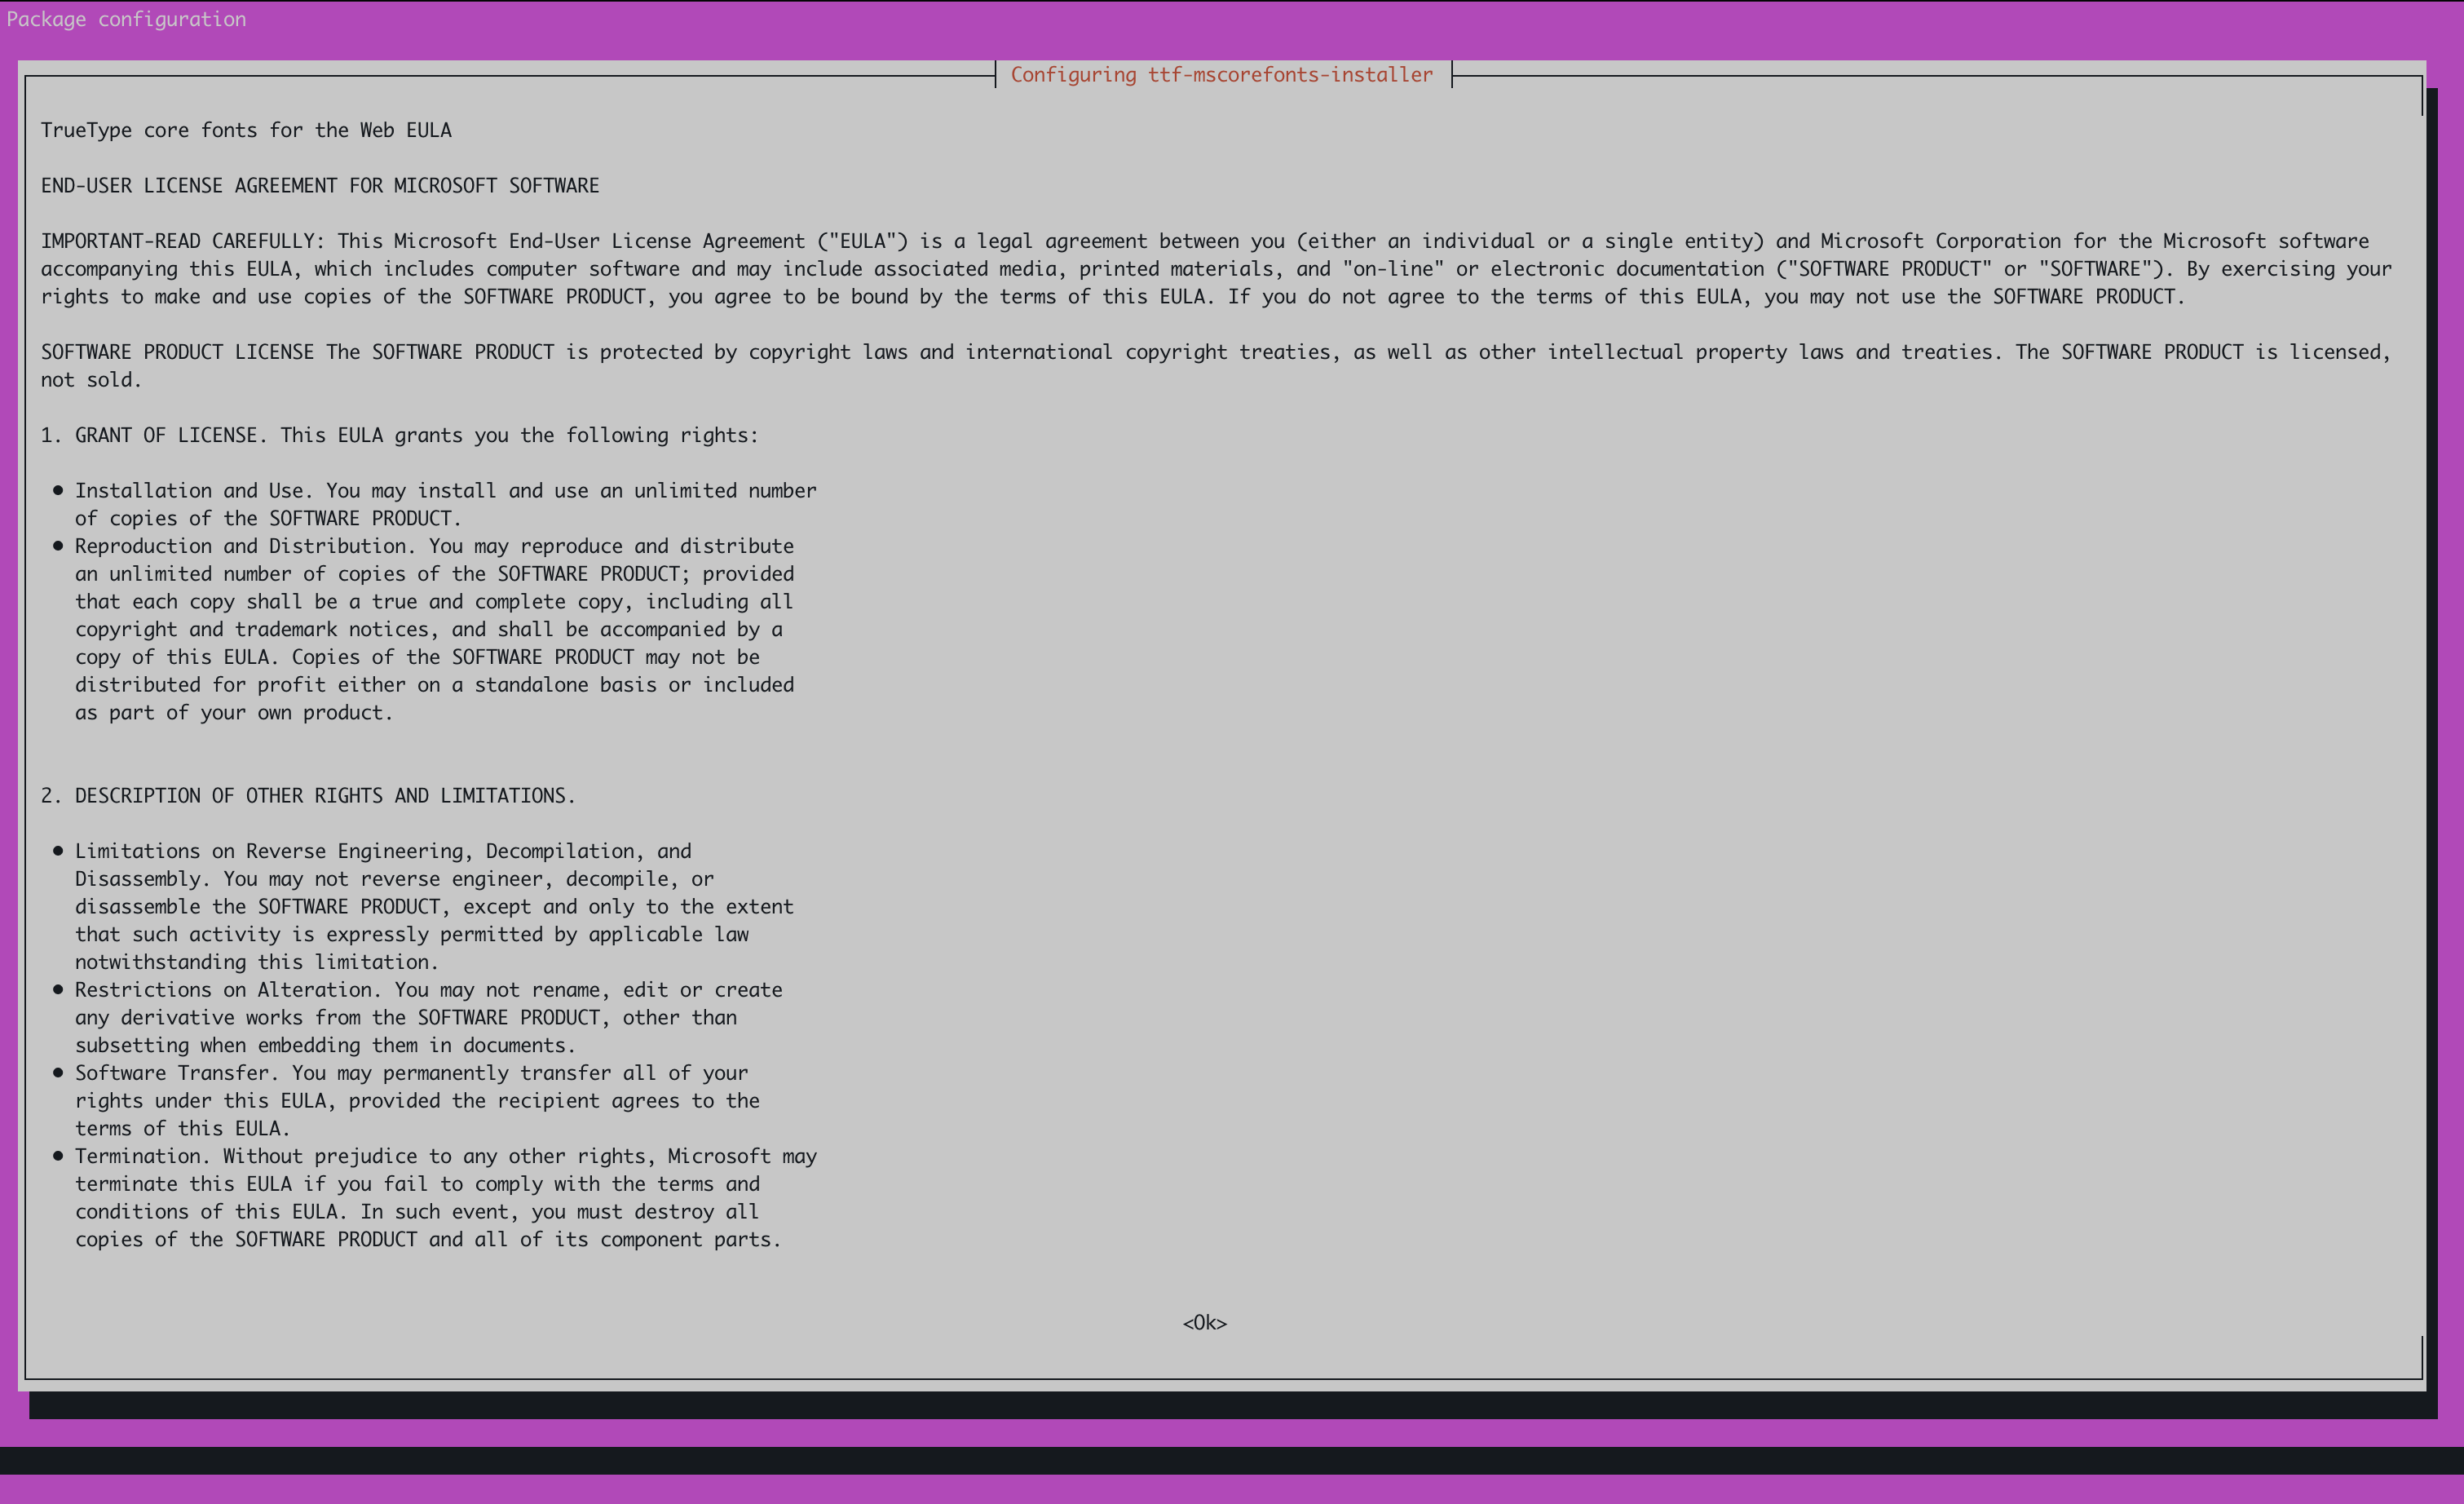 Package configuration
Configuring ttf-mscorefonts-installer
TrueType core fonts for the Web EULA
END-USER LICENSE AGREEMENT FOR MICROSOFT SOFTWARE
IMPORTANT-READ CAREFULLY: This Microsoft End-User License Agreement ("EULA") is a legal agreement between you (either an individual or a single entity) and Microsoft Corporation for the Microsoft software
accompanying this EULA, which includes computer software and may include associated media, printed materials, and "on-line" or electronic documentation ("SOFTWARE PRODUCT" or "SOFTWARE"). By exercising your
rights to make and use copies of the SOFTWARE PRODUCT, you agree to be bound by the terms of this EULA. If you do not agree to the terms of this EULA, you may not use the SOFTWARE PRODUCT.
SOFTWARE PRODUCT LICENSE The SOFTWARE PRODUCT is protected by copyright laws and international copyright treaties, as well as other intellectual property laws and treaties. The SOFTWARE PRODUCT is licensed,
not sold.
1. GRANT OF LICENSE. This EULA grants you the following rights:
● Installation and Use. You may install and use an unlimited number
of copies of the SOFTWARE PRODUCT.
● Reproduction and Distribution. You may reproduce and distribute
an unlimited number of copies of the SOFTWARE PRODUCT; provided
that each copy shall be a true and complete copy, including all
copyright and trademark notices, and shall be accompanied by a
copy of this EULA. Copies of the SOFTWARE PRODUCT may not be
distributed for profit either on a standalone basis or included
as part of your own product.
2. DESCRIPTION OF OTHER RIGHTS AND LIMITATIONS.
● Limitations on Reverse Engineering, Decompilation, and
Disassembly. You may not reverse engineer, decompile, or
disassemble the SOFTWARE PRODUCT, except and only to the extent
that such activity is expressly permitted by applicable law
notwithstanding this limitation.
● Restrictions on Alteration. You may not rename, edit or create
any derivative works from the SOFTWARE PRODUCT, other than
subsetting when embedding them in documents.
● Software Transfer. You may permanently transfer all of your
rights under this EULA, provided the recipient agrees to the
terms of this EULA.
● Termination. Without prejudice to any other rights, Microsoft may
terminate this EULA if you fail to comply with the terms and
conditions of this EULA. In such event, you must destroy all
copies of the SOFTWARE PRODUCT and all of its component parts.
<Ok>